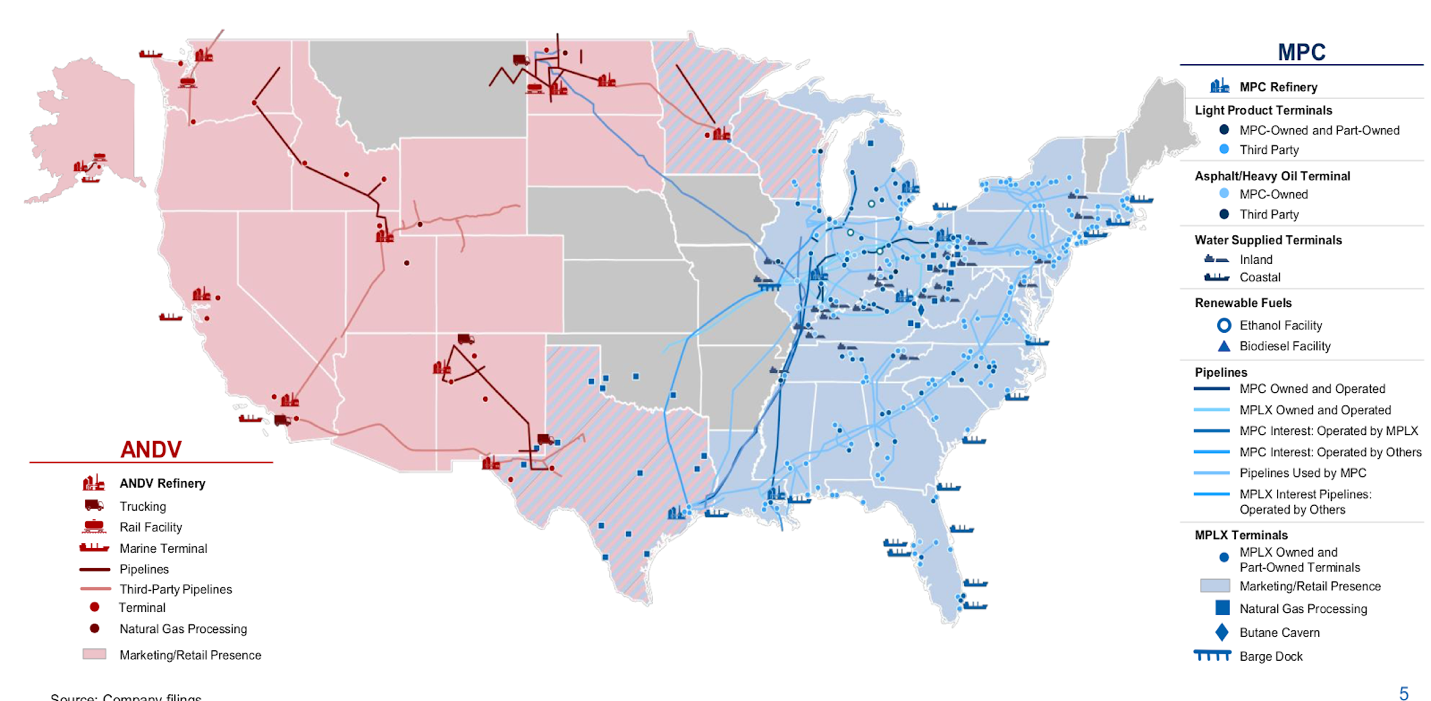 MPC
MPC Refinery
Light Product Terminals
MPC-Owned and Part-Owned
Third Party
Asphalt/Heavy Oil Terminal
MPC-Owned
Third Party
Water Supplied Terminals
Inland
Coastal
Renewable Fuels
Ethanol Facility
Biodiesel Facility
Pipelines
MPC Owned and Operated
MPLX Owned and Operated
MPC Interest: Operated by MPLX
MPC Interest: Operated by Others
Pipelines Used by MPC
MPLX Interest Pipelines:
Operated by Others
MPLX Terminals
MPLX Owned and
Part-Owned Terminals
Marketing/Retail Presence
Natural Gas Processing
Butane Cavern
Barge Dock
ANDV
ANDV Refinery
Trucking
Rail Facility
Marine Terminal
Pipelines
Third-Party Pipelines
Terminal
Natural Gas Processing
Marketing/Retail Presence
Source: Company filings
5